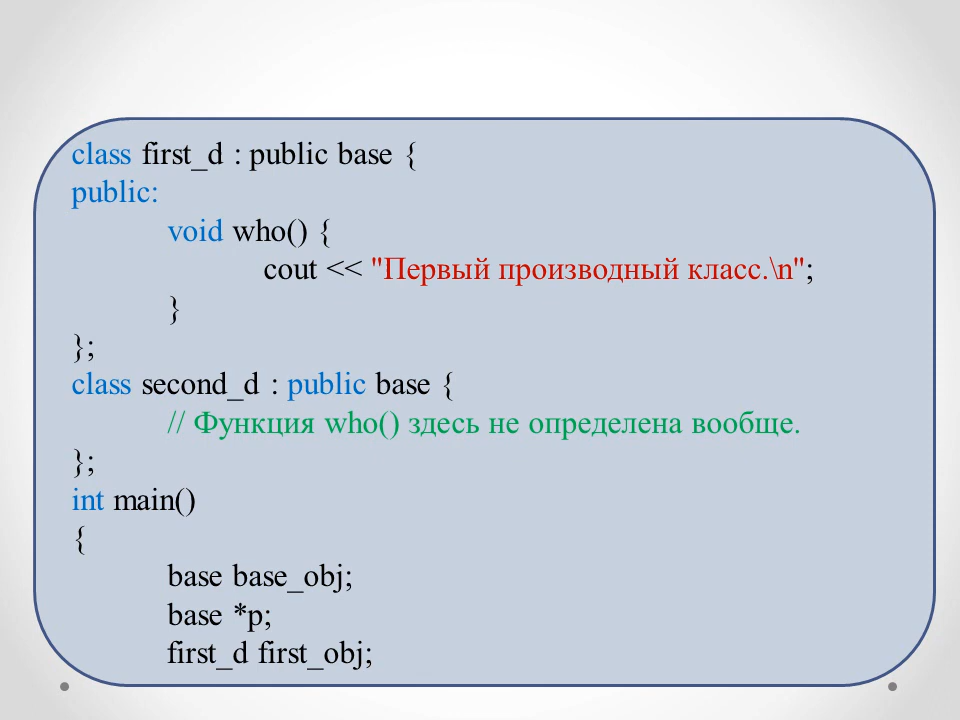 class first_d : public base {
public:
void who() {
cout << "Первый производный класс.\n";
}
};
class second_d : public base {
// Функция who() здесь не определена вообще.
};
int main()
{
base base_obj;
base *p;
first_d first_obj;